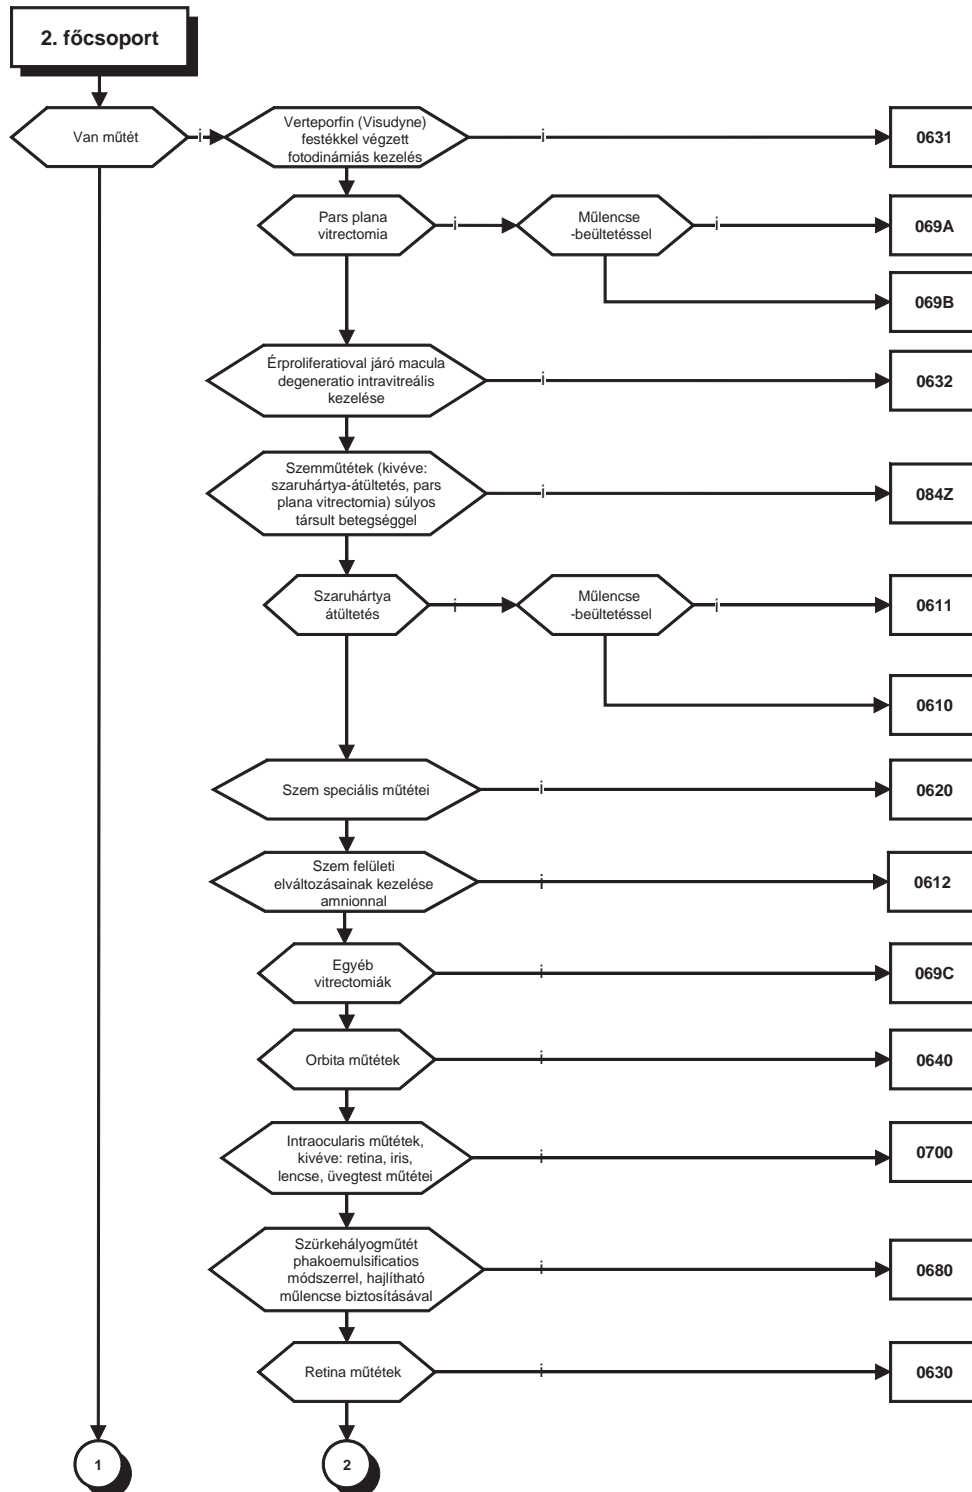 2. főcsoport
Van műtét
i
Verteporfin (Visudyne)
festékkel végzett
fotodinámiás kezelés
i
0631
Pars plana
vitrectomia
i
Műlencse
-beültetéssel
i
069A
069B
Érproliferatioval járó macula
degeneratio intravitreális
kezelése
i
0632
Szemműtétek (kivéve:
szaruhártya-átültetés, pars
plana vitrectomia) súlyos
társult betegséggel
i
084Z
Szaruhártya
átültetés
i
Műlencse
-beültetéssel
i
0611
0610
Szem speciális műtétei
i
0620
Szem felületi
elváltozásainak kezelése
amnionnal
i
0612
Egyéb
vitrectomiák
i
069C
Orbita műtétek
i
0640
Intraocularis műtétek,
kivéve: retina, iris,
lencse, üvegtest műtétei
i
0700
Szürkehályogműtét
phakoemulsificatios
módszerrel, hajlítható
műlencse biztosításával
i
0680
Retina műtétek
i
0630
1
2